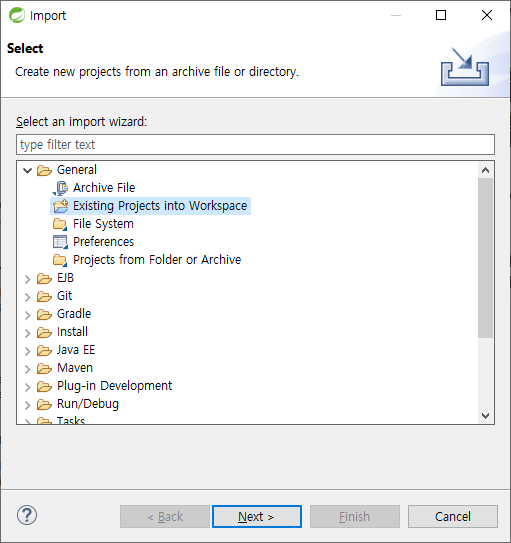 Import
Select
Create new projects from an archive file or directory.
Select an import wizard:
type filter text
General
Archive File
Existing Projects into Workspace
File System
Preferences
Projects from Folder or Archive
EJB
Git
Gradle
Install
Java EE
Maven
Plug-in Development
Run/Debug
Tasks
?
< Back
Next >
Finish
Cancel